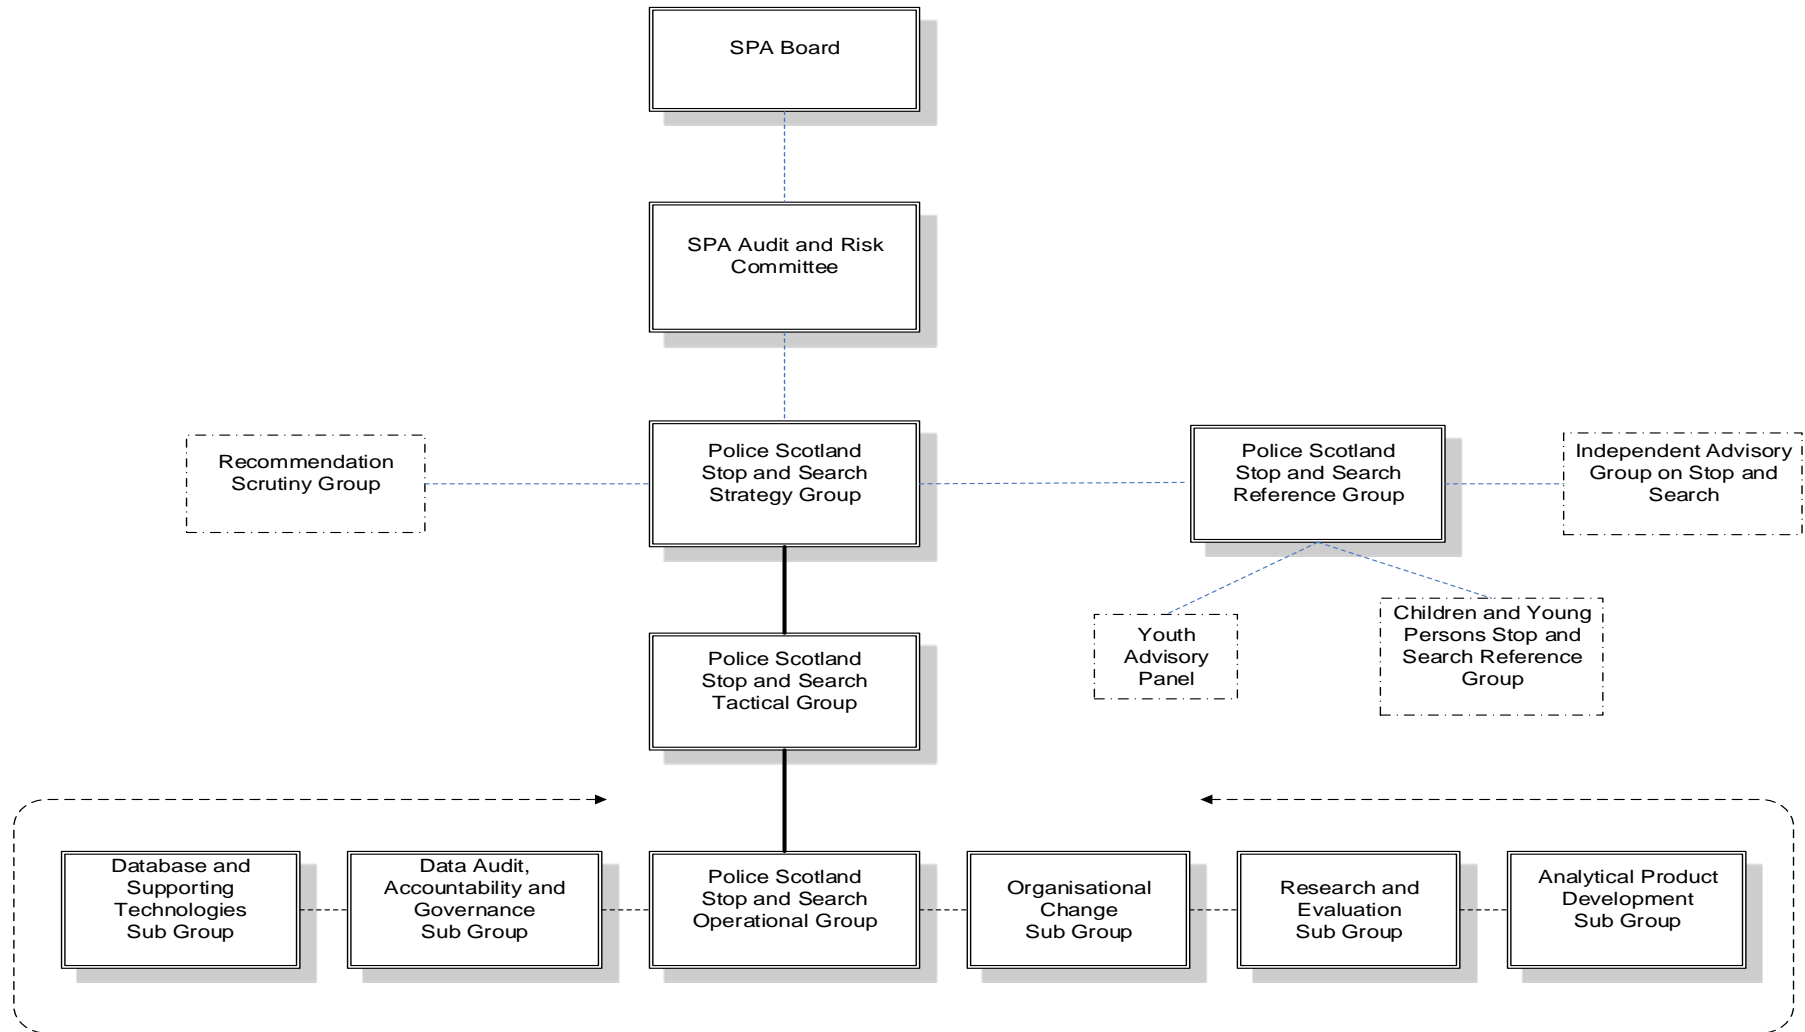 SPA Board
SPA Audit and Risk
Committee
Recommendation
Scrutiny Group
Police Scotland
Stop and Search
Strategy Group
Police Scotland
Stop and Search
Reference Group
Independent Advisory
Group on Stop and
Search
Youth
Advisory
Panel
Children and Young
Persons Stop and
Search Reference
Group
Police Scotland
Stop and Search
Tactical Group
Database and
Supporting
Technologies
Sub Group
Data Audit,
Accountability and
Governance
Sub Group
Police Scotland
Stop and Search
Operational Group
Organisational
Change
Sub Group
Research and
Evaluation
Sub Group
Analytical Product
Development
Sub Group